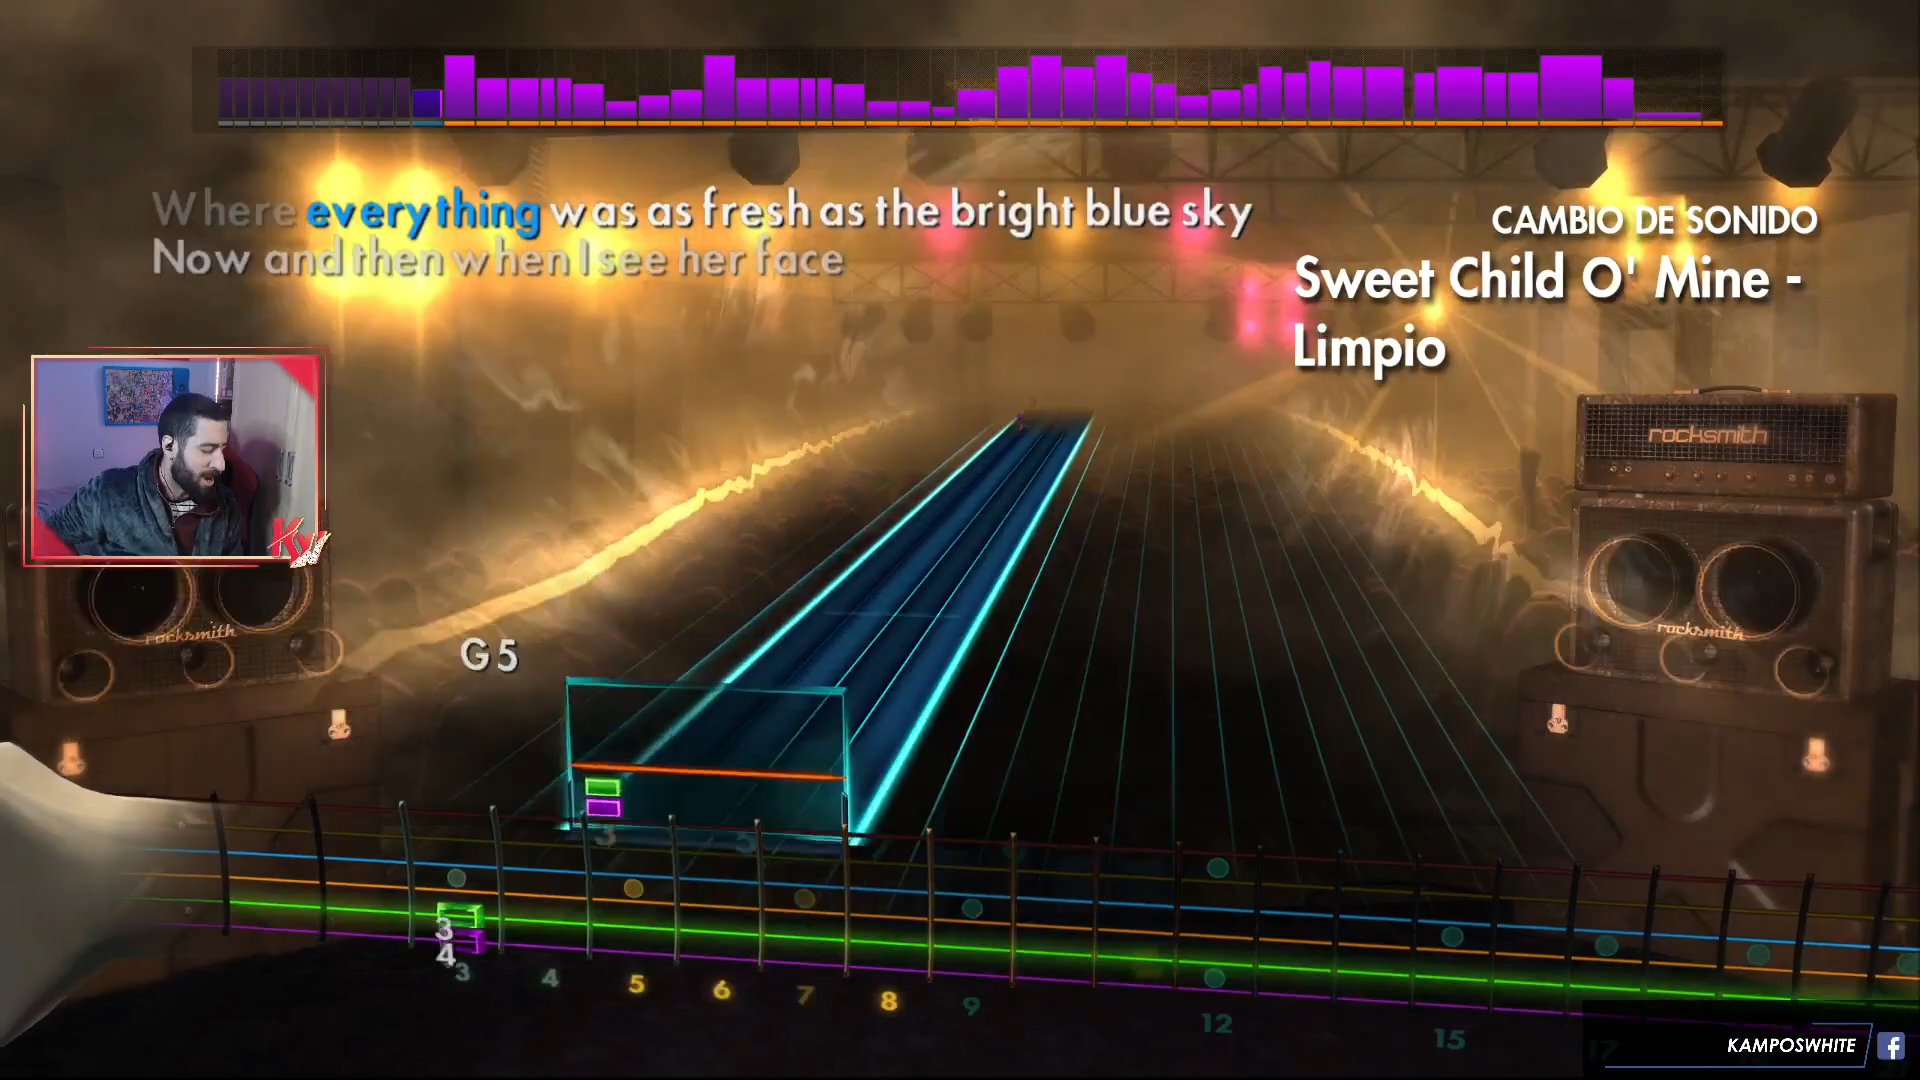 Where everything was as fresh as the bright blue sky
Now and then when I see her face
CAMBIO DE SONIDO
Sweet Child O' Mine -
Limpio
rocksmith
KW
rocksmith
rocksmith
G5
3
4
3 4 5 6 7 8 9 12 15 17
KAMPOSWHITE
f